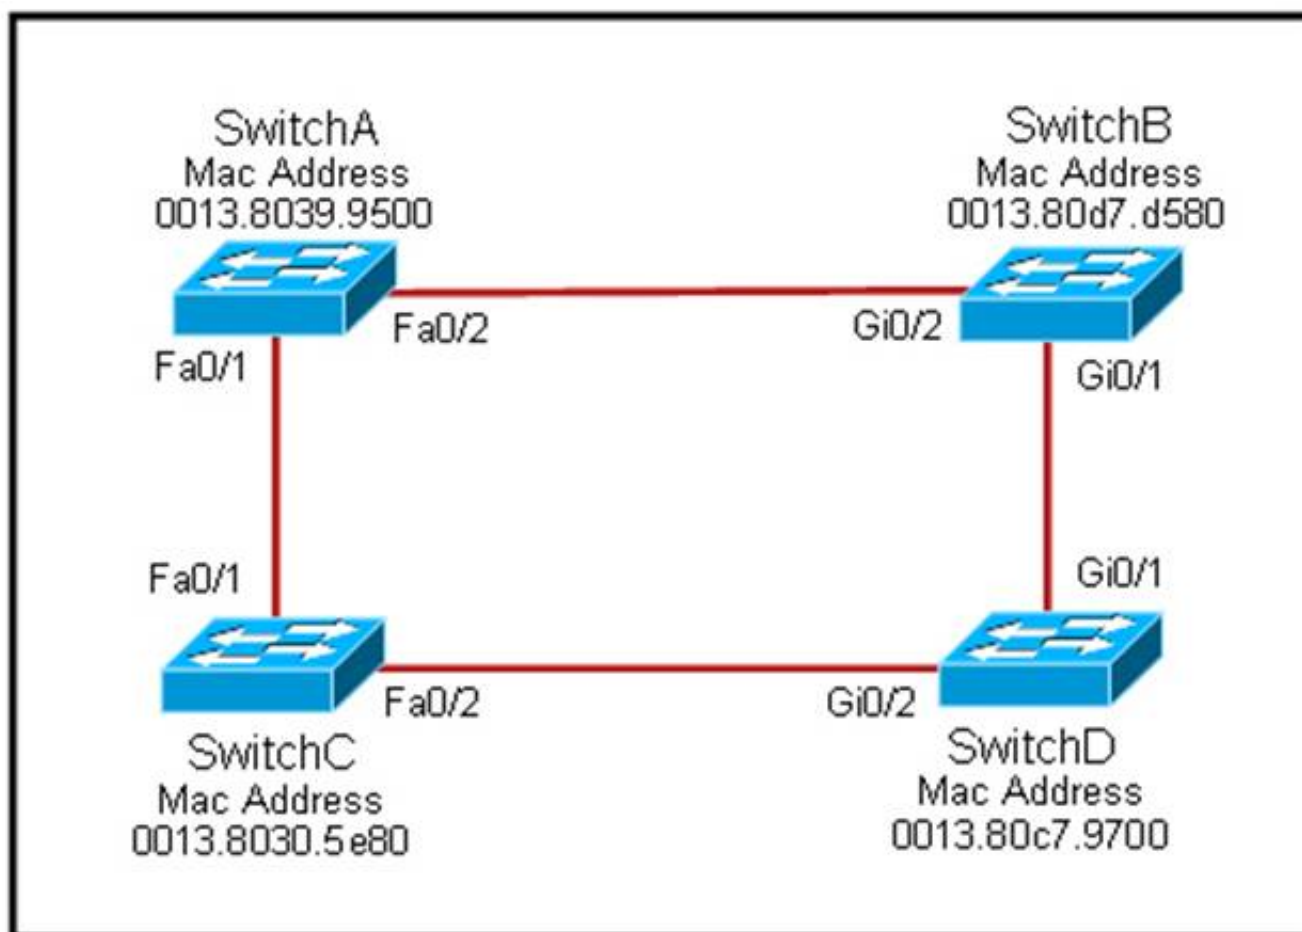 SwitchA
Mac Address
0013.8039.9500
SwitchB
Mac Address
0013.80d7.d580
Fa0/2
Gi0/2
Fa0/1
Gi0/1
Fa0/1
Gi0/1
Fa0/2
Gi0/2
SwitchC
Mac Address
0013.8030.5e80
SwitchD
Mac Address
0013.80c7.9700